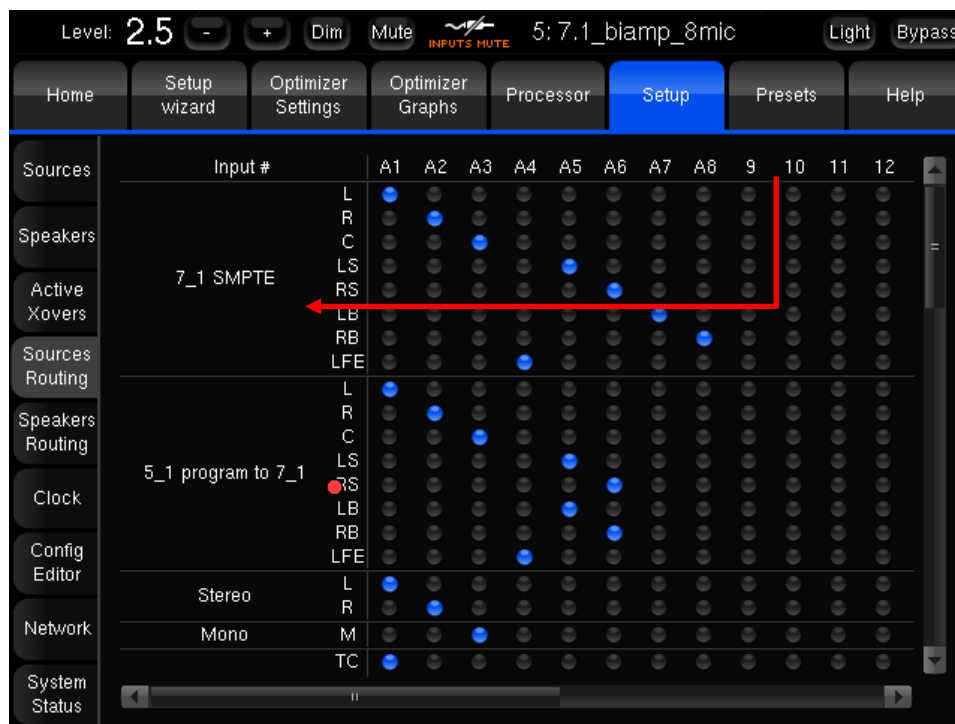 Level: 2.5 - + Dim Mute INPUTS MUTE 5: 7.1_biamp_8mic Light Bypass
Home Setup wizard Optimizer Settings Optimizer Graphs Processor Setup Presets Help
Sources
Speakers
Active
Xovers
Sources
Routing
Speakers
Routing
Clock
Config
Editor
Network
System
Status
Input # A1 A2 A3 A4 A5 A6 A7 A8 9 10 11 12
7_1 SMPTE
L
R
C
LS
RS
LB
RB
LFE
5_1 program to 7_1
L
R
C
LS
RS
LB
RB
LFE
Stereo
L
R
Mono M
TC